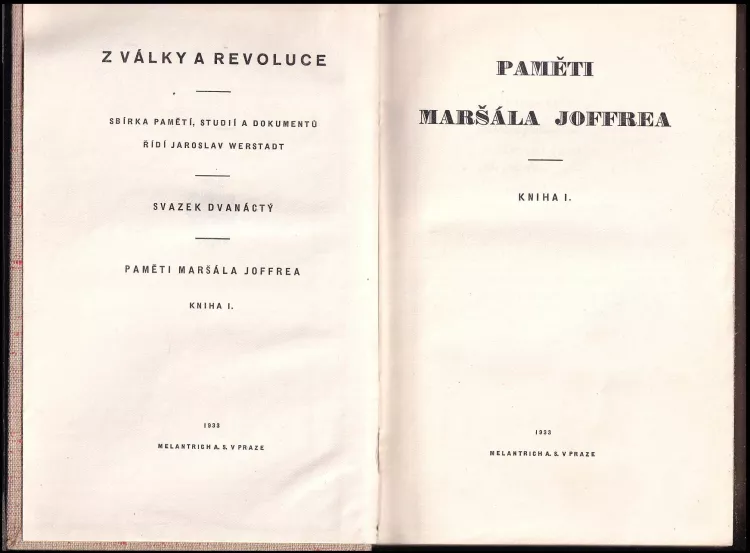 Z VÁLKY A REVOLUCE
SBÍRKA PAMĚTÍ, STUDIÍ A DOKUMENTŮ
ŘÍDÍ JAROSLAV WERSTADT
SVAZEK DVANÁCTÝ
PAMĚTI MARŠÁLA JOFFREA
KNIHA I.
1933
MELANTRICH A. S. V PRAZE
PAMĚTI
MARŠÁLA JOFFREA
KNIHA I.
1933
MELANTRICH A. S. V PRAZE